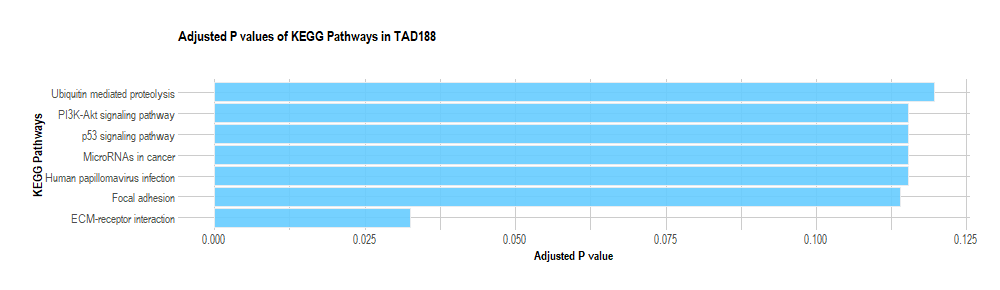 Adjusted P values of KEGG Pathways in TAD188
KEGG Pathways
Ubiquitin mediated proteolysis
PI3K-Akt signaling pathway
p53 signaling pathway
MicroRNAs in cancer
Human papillomavirus infection
Focal adhesion
ECM-receptor interaction
0.000 0.025 0.050 0.075 0.100 0.125
Adjusted P value